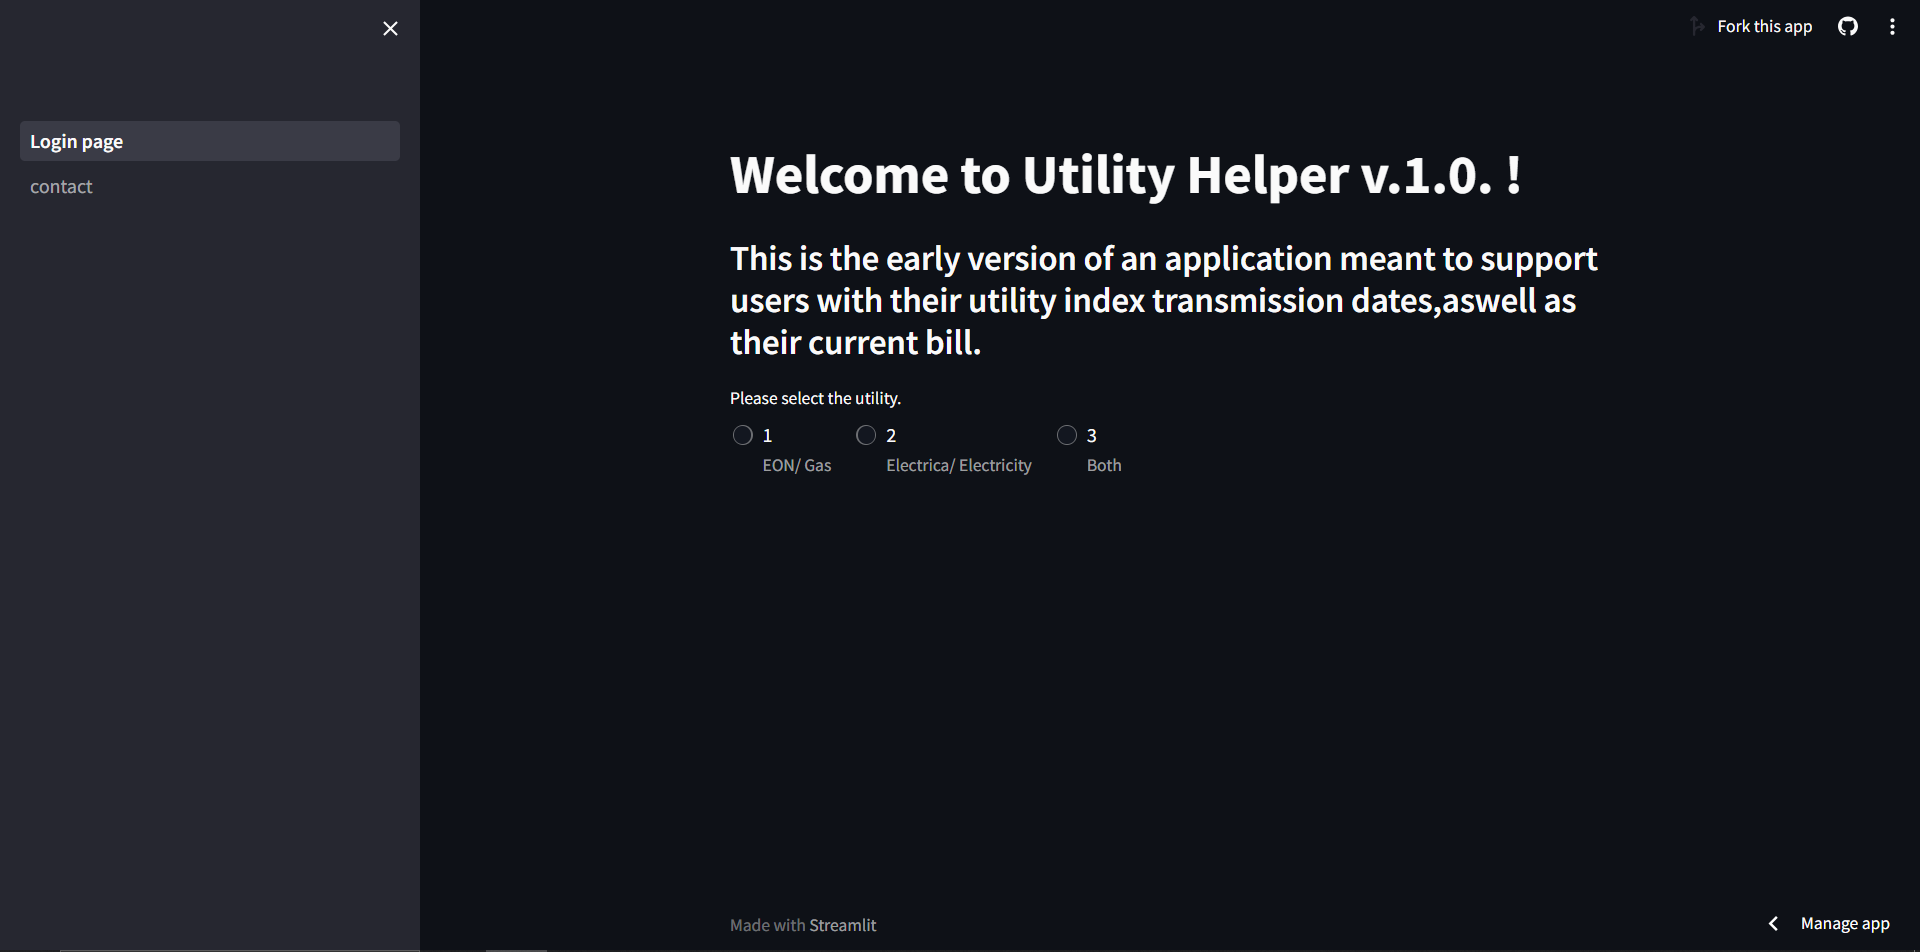 Fork this app
Login page
contact
Welcome to Utility Helper v.1.0. !
This is the early version of an application meant to support
users with their utility index transmission dates,aswell as
their current bill.
Please select the utility.
1 2 3
EON/ Gas Electrica/ Electricity Both
Made with Streamlit
Manage app